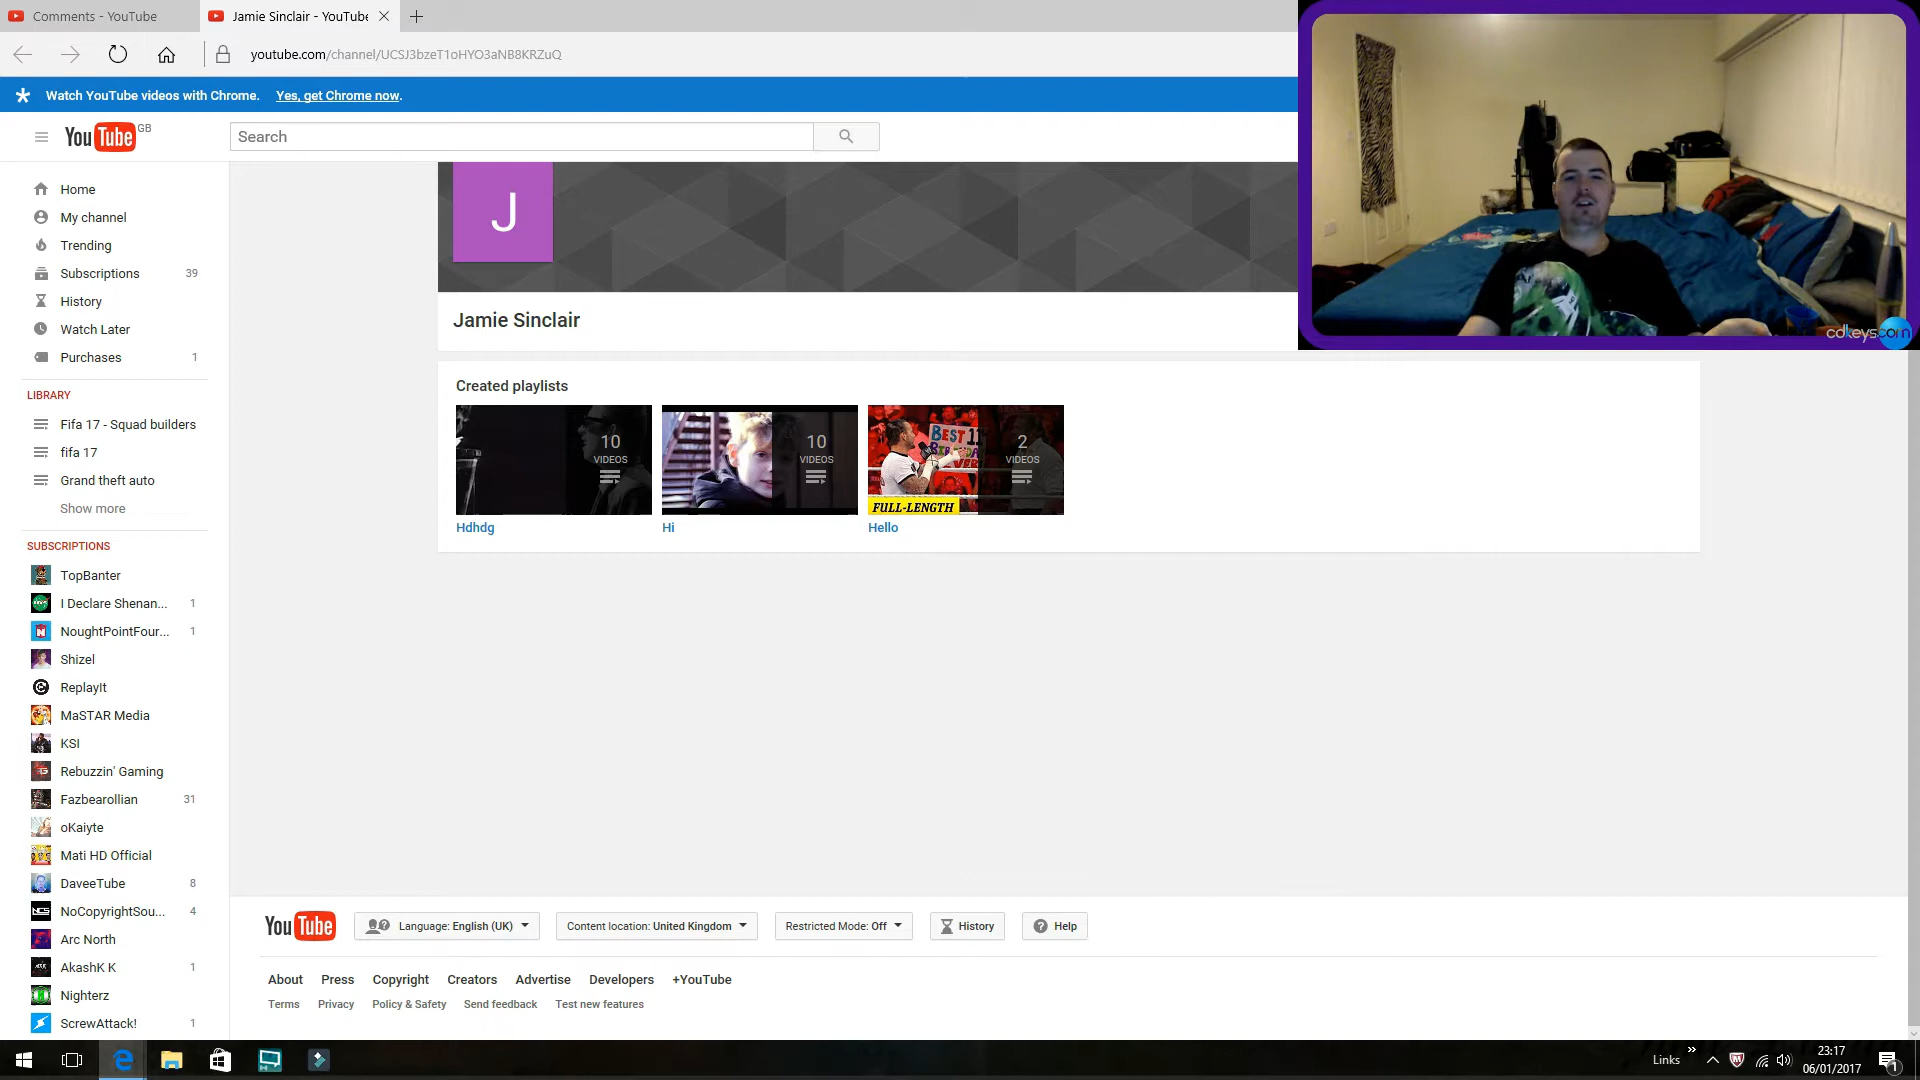 Comments - YouTube
Jamie Sinclair - YouTube
youtube.com/channel/UCSJ3bzeT1oHYO3aNB8KRZuQ
Watch YouTube videos with Chrome. Yes, get Chrome now.
YouTube GB
Search
J
Home
My channel
Trending
Subscriptions 39
History
Watch Later
Purchases 1
LIBRARY
Fifa 17 - Squad builders
fifa 17
Grand theft auto
Show more
SUBSCRIPTIONS
TopBanter
I Declare Shenan... 1
NoughtPointFour... 1
Shizel
ReplayIt
MaSTAR Media
KSI
Rebuzzin' Gaming
Fazbearollian 31
oKaiyte
Mati HD Official
DaveeTube 8
NoCopyrightSou... 4
Arc North
AkashK K 1
Nighterz
ScrewAttack! 1
Jamie Sinclair
Created playlists
10 VIDEOS
Hdhdg
10 VIDEOS
Hi
BEST 11
FULL-LENGTH
2 VIDEOS
Hello
cdkeys.com
YouTube
Language: English (UK)
Content location: United Kingdom
Restricted Mode: Off
History
Help
About Press Copyright Creators Advertise Developers +YouTube
Terms Privacy Policy & Safety Send feedback Test new features
Links
23:17
06/01/2017
1